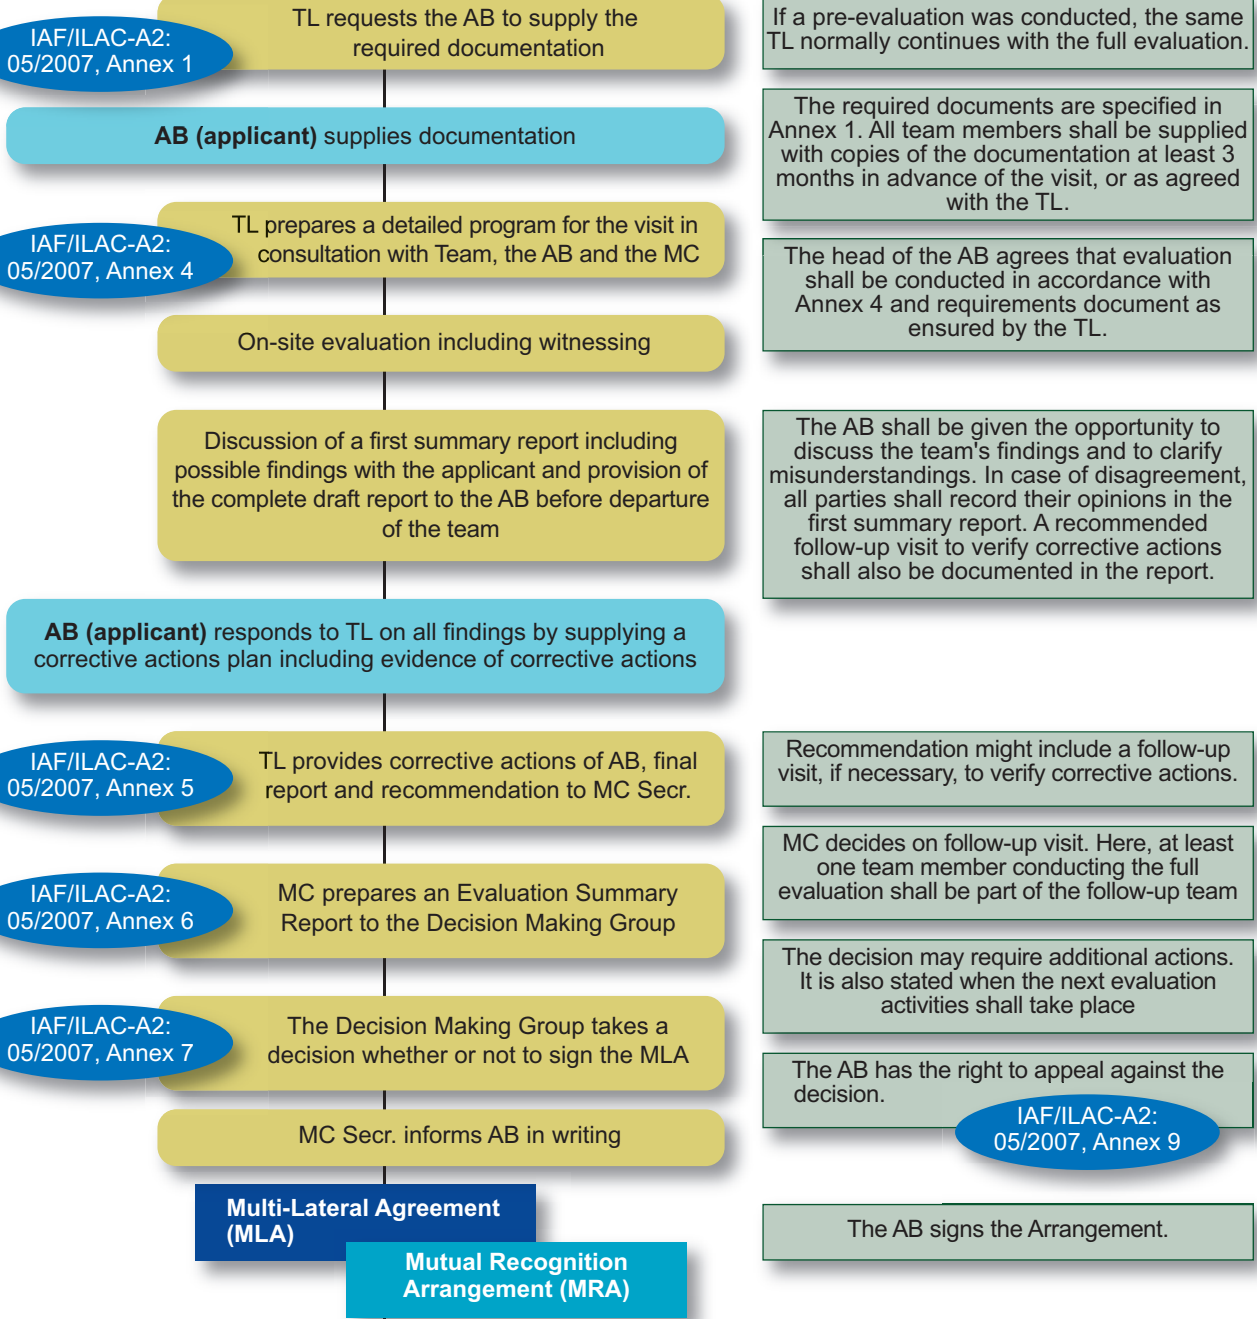 IAF/ILAC-A2:
05/2007, Annex 1
TL requests the AB to supply the
required documentation
If a pre-evaluation was conducted, the same
TL normally continues with the full evaluation.
AB (applicant) supplies documentation
The required documents are specified in
Annex 1. All team members shall be supplied
with copies of the documentation at least 3
months in advance of the visit, or as agreed
with the TL.
IAF/ILAC-A2:
05/2007, Annex 4
TL prepares a detailed program for the visit in
consultation with Team, the AB and the MC
The head of the AB agrees that evaluation
shall be conducted in accordance with
Annex 4 and requirements document as
ensured by the TL.
On-site evaluation including witnessing
Discussion of a first summary report including
possible findings with the applicant and provision of
the complete draft report to the AB before departure
of the team
The AB shall be given the opportunity to
discuss the team's findings and to clarify
misunderstandings. In case of disagreement,
all parties shall record their opinions in the
first summary report. A recommended
follow-up visit to verify corrective actions
shall also be documented in the report.
AB (applicant) responds to TL on all findings by supplying a
corrective actions plan including evidence of corrective actions
IAF/ILAC-A2:
05/2007, Annex 5
TL provides corrective actions of AB, final
report and recommendation to MC Secr.
Recommendation might include a follow-up
visit, if necessary, to verify corrective actions.
IAF/ILAC-A2:
05/2007, Annex 6
MC prepares an Evaluation Summary
Report to the Decision Making Group
MC decides on follow-up visit. Here, at least
one team member conducting the full
evaluation shall be part of the follow-up team
The decision may require additional actions.
It is also stated when the next evaluation
activities shall take place
IAF/ILAC-A2:
05/2007, Annex 7
The Decision Making Group takes a
decision whether or not to sign the MLA
The AB has the right to appeal against the
decision.
IAF/ILAC-A2:
05/2007, Annex 9
MC Secr. informs AB in writing
Multi-Lateral Agreement
(MLA)
The AB signs the Arrangement.
Mutual Recognition
Arrangement (MRA)